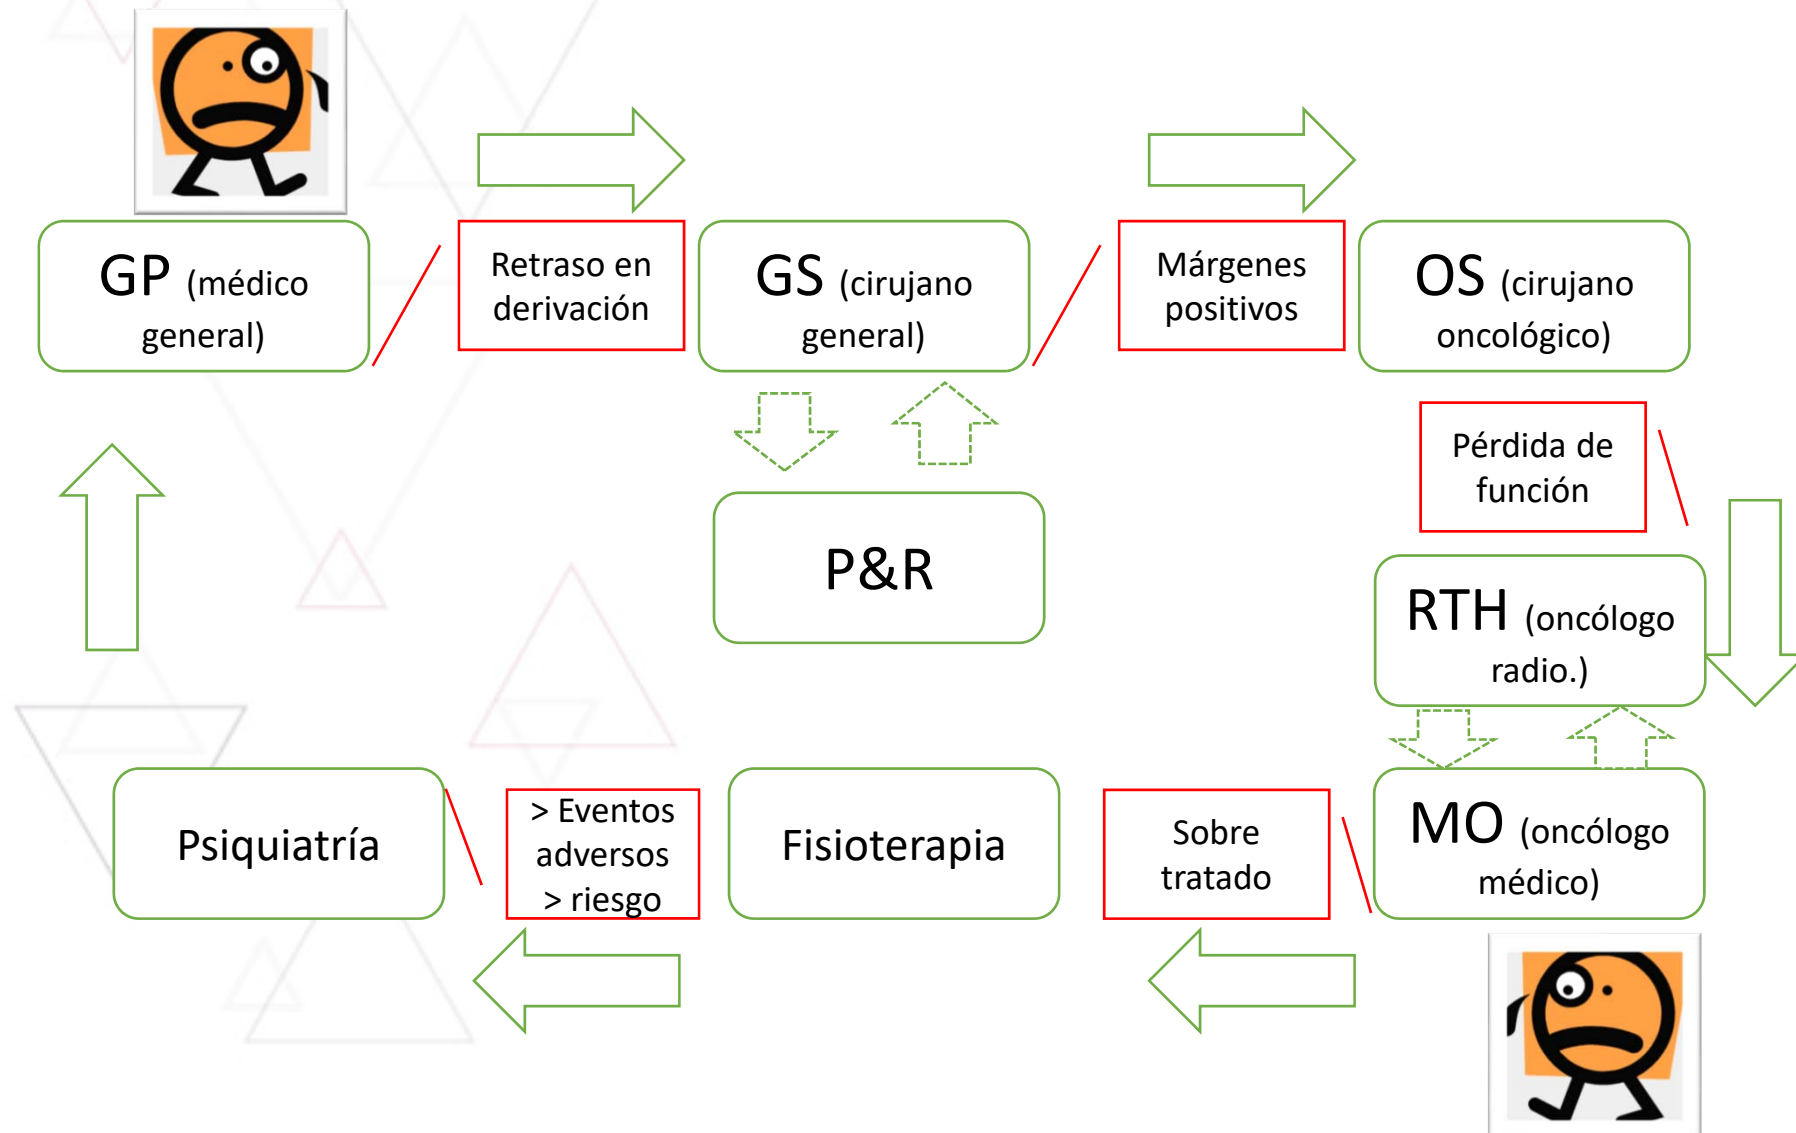 GP (médico
general)
Retraso en
derivación
GS (cirujano
general)
Márgenes
positivos
OS (cirujano
oncológico)
Pérdida de
función
P&R
RTH (oncólogo
radio.)
Psiquiatría
> Eventos
adversos
> riesgo
Fisioterapia
Sobre
tratado
MO (oncólogo
médico)